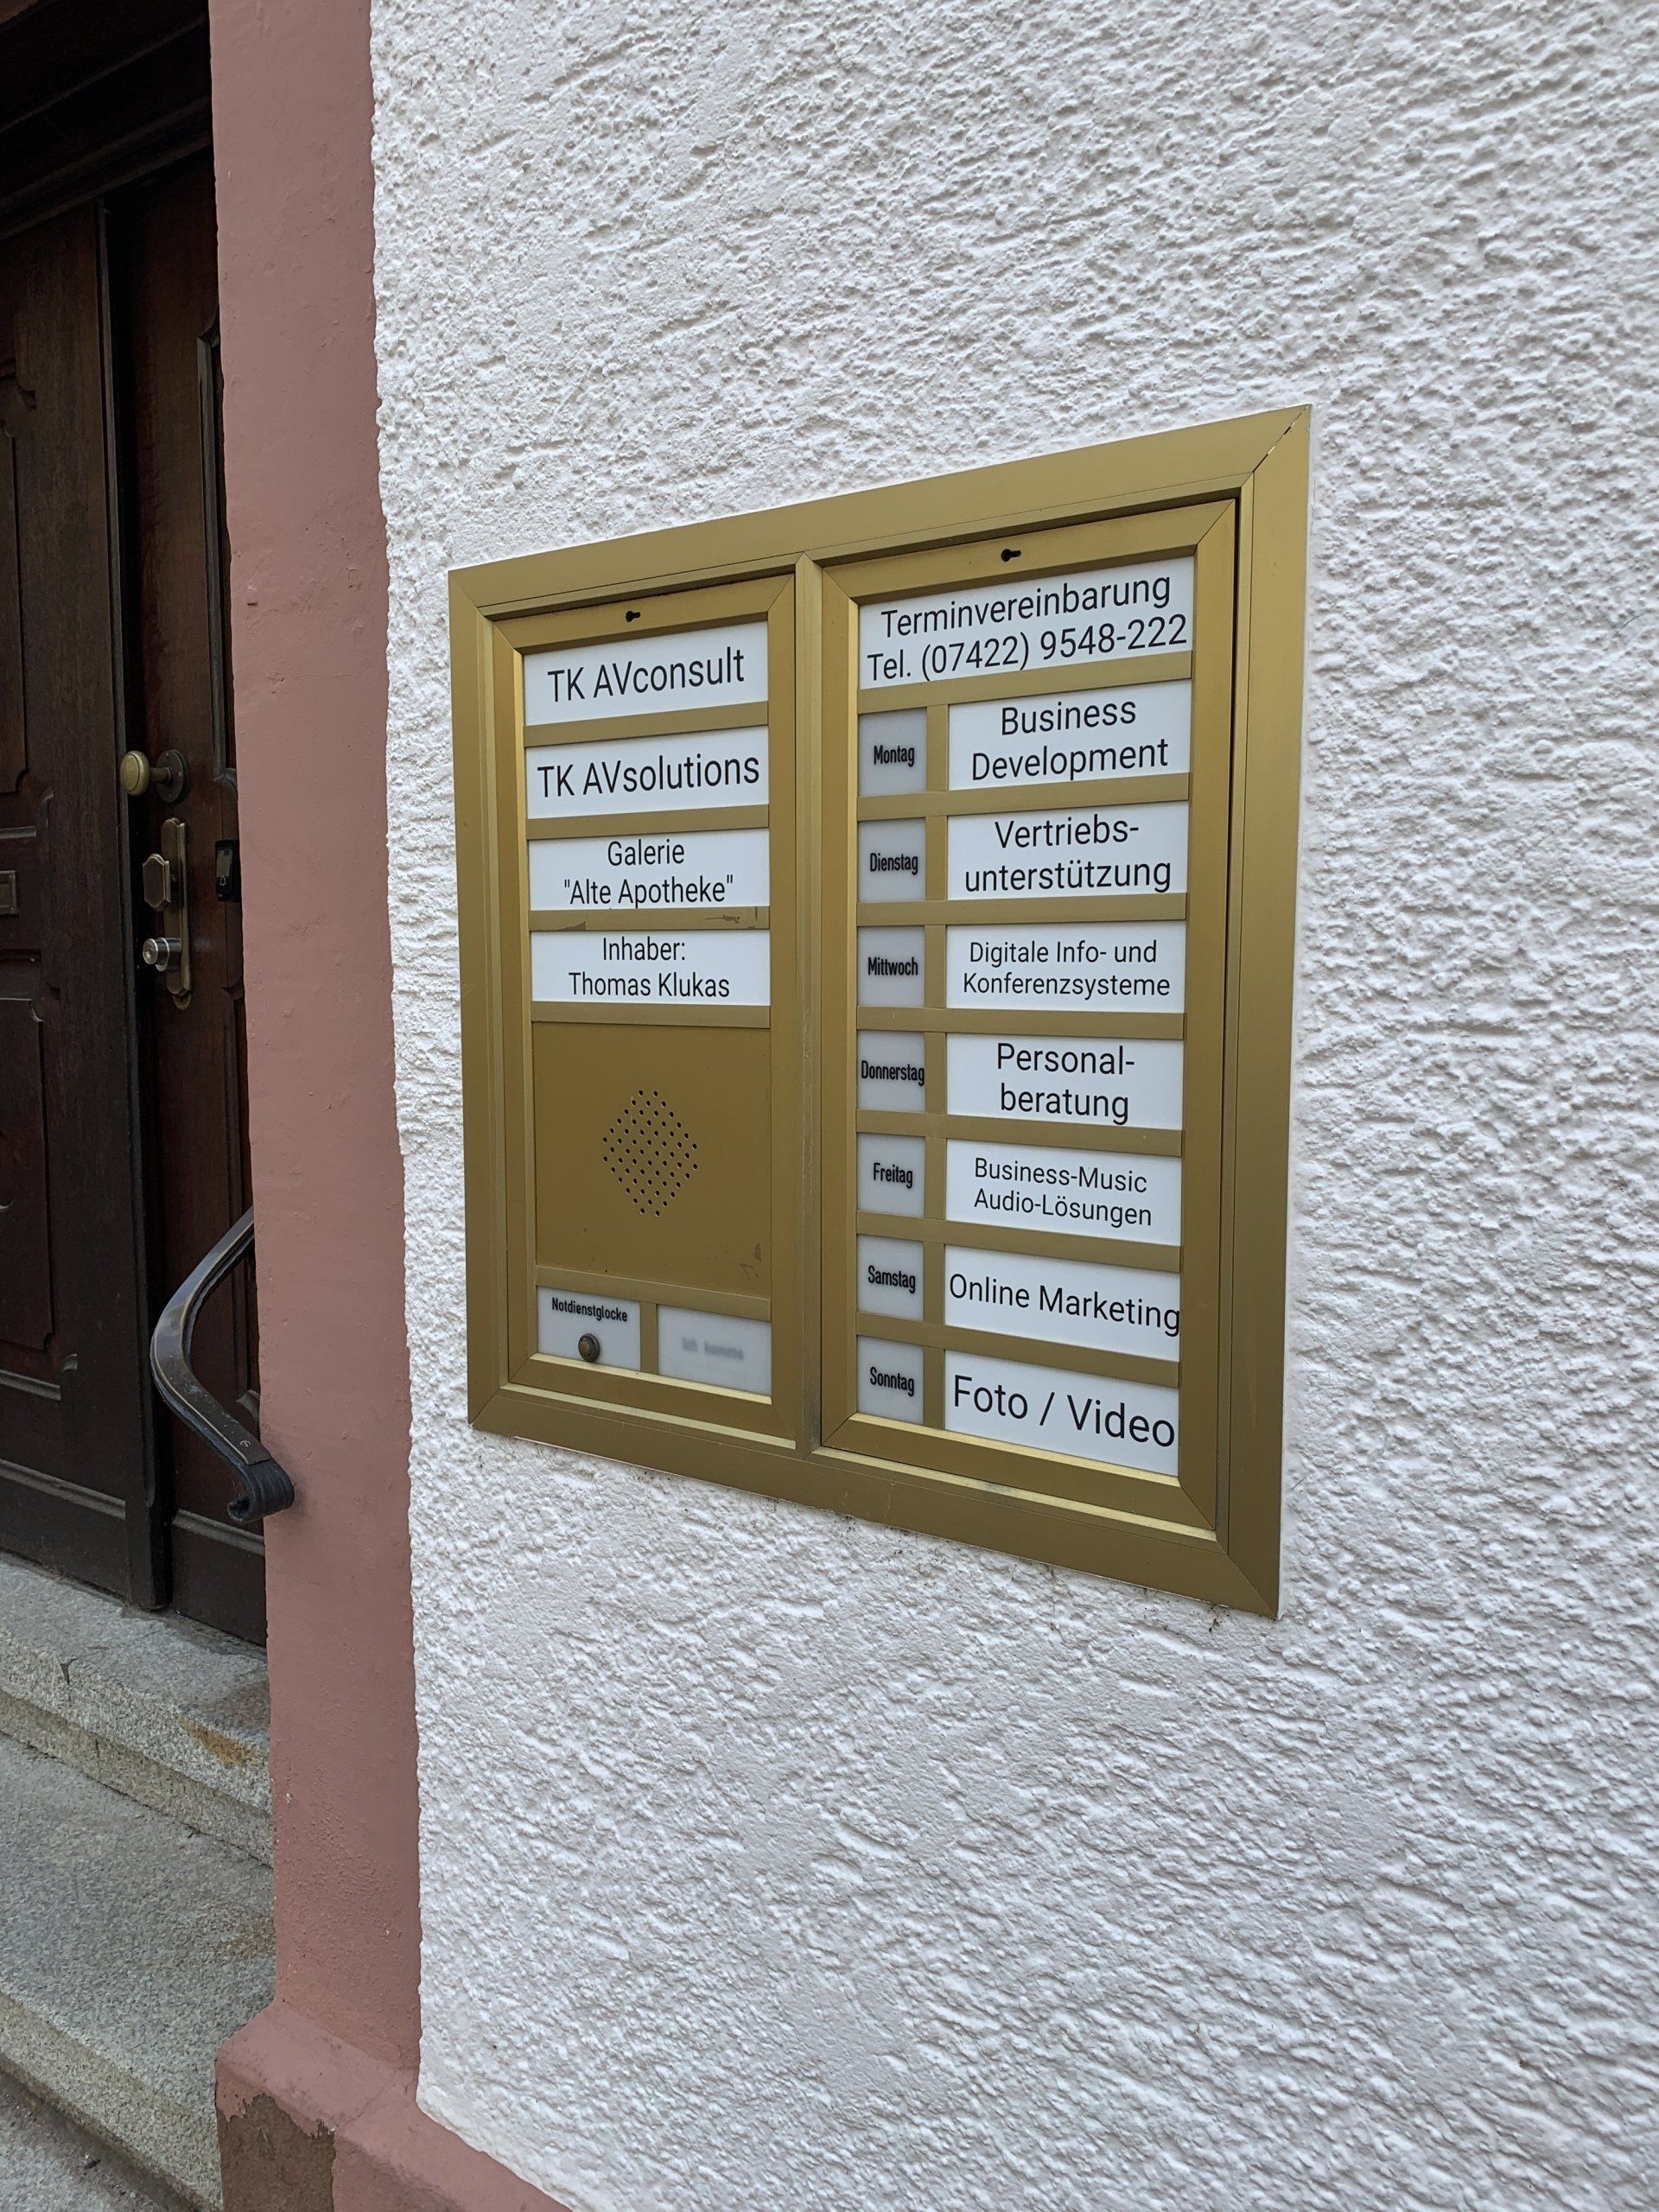 TK AVconsult
TK AVsolutions
Galerie
"Alte Apotheke"
Inhaber:
Thomas Klukas
Notdienstglocke
Ich komme
Terminvereinbarung
Tel. (07422) 9548-222
Montag
Business
Development
Dienstag
Vertriebs-
unterstützung
Mittwoch
Digitale Info- und
Konferenzsysteme
Donnerstag
Personal-
beratung
Freitag
Business-Music
Audio-Lösungen
Samstag
Online Marketing
Sonntag
Foto / Video